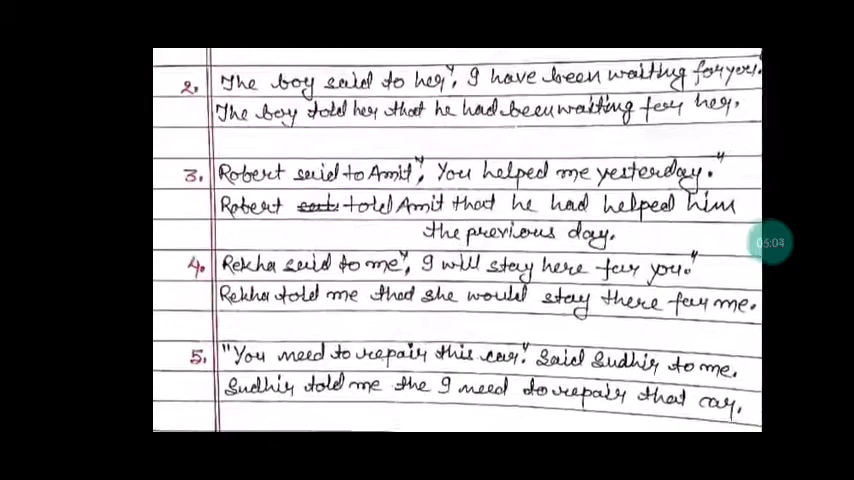 2. The boy said to her", I have been waiting for you.
The boy told her that he had been waiting for her.
3. Robert said to Amit", You helped me yesterday."
Robert told Amit that he had helped him
the previous day.
05:04
4. Rekha said to me", I will stay here for you."
Rekha told me that she would stay there for me.
5. "You need to repair this car." Said Sudhir to me.
Sudhir told me the I need to repair that car.